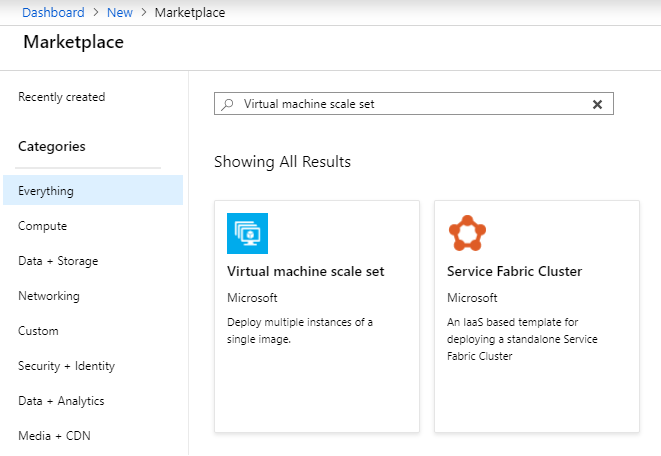 Dashboard > New > Marketplace
Marketplace
Recently created
Categories
Everything
Compute
Data + Storage
Networking
Custom
Security + Identity
Data + Analytics
Media + CDN
Virtual machine scale set
Showing All Results
Virtual machine scale set
Microsoft
Deploy multiple instances of a
single image.
Service Fabric Cluster
Microsoft
An IaaS based template for
deploying a standalone Service
Fabric Cluster